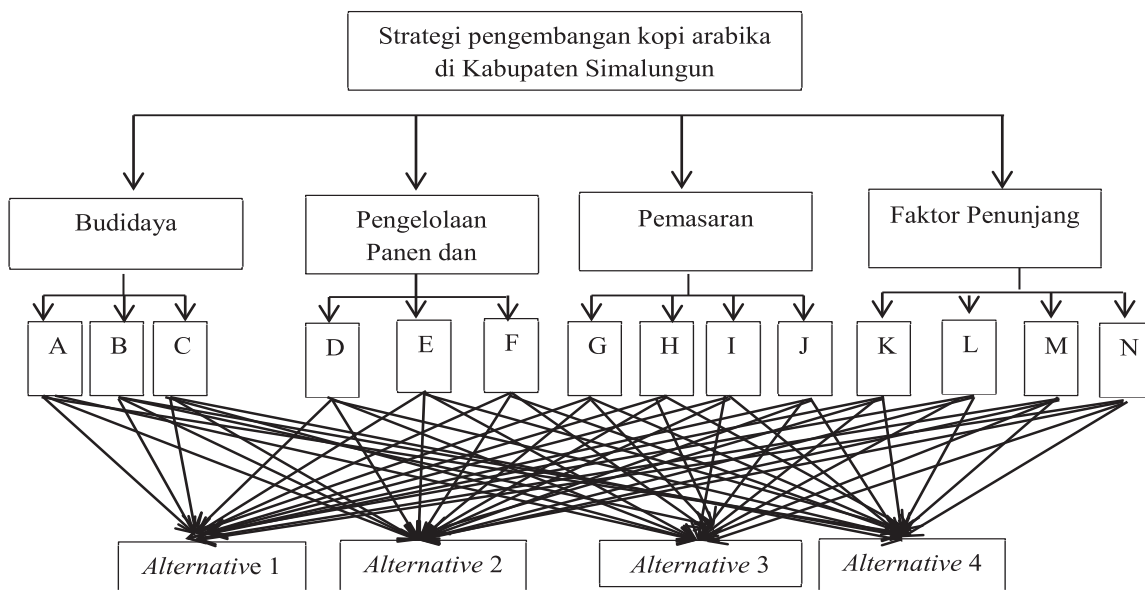 Strategi pengembangan kopi arabika
di Kabupaten Simalungun
Budidaya
Pengelolaan
Panen dan
Pemasaran
Faktor Penunjang
A
B
C
D
E
F
G
H
I
J
K
L
M
N
Alternative 1
Alternative 2
Alternative 3
Alternative 4